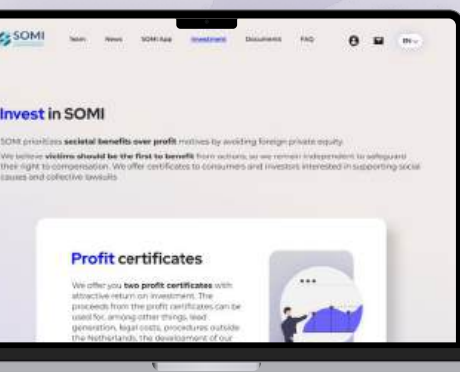 SOMI
Team News SOMI App Investment Documents FAQ EN
Invest in SOMI
SOMI prioritizes societal benefits over profit motives by avoiding foreign private equity.
We believe victims should be the first to benefit from actions, so we remain independent to safeguard
their right to compensation. We offer certificates to consumers and investors interested in supporting social
causes and collective lawsuits
Profit certificates
We offer you two profit certificates with
attractive return on investment. The
proceeds from the profit certificates can be
used for, among other things, lead
generation, legal costs, procedures outside
the Netherlands, the development of our